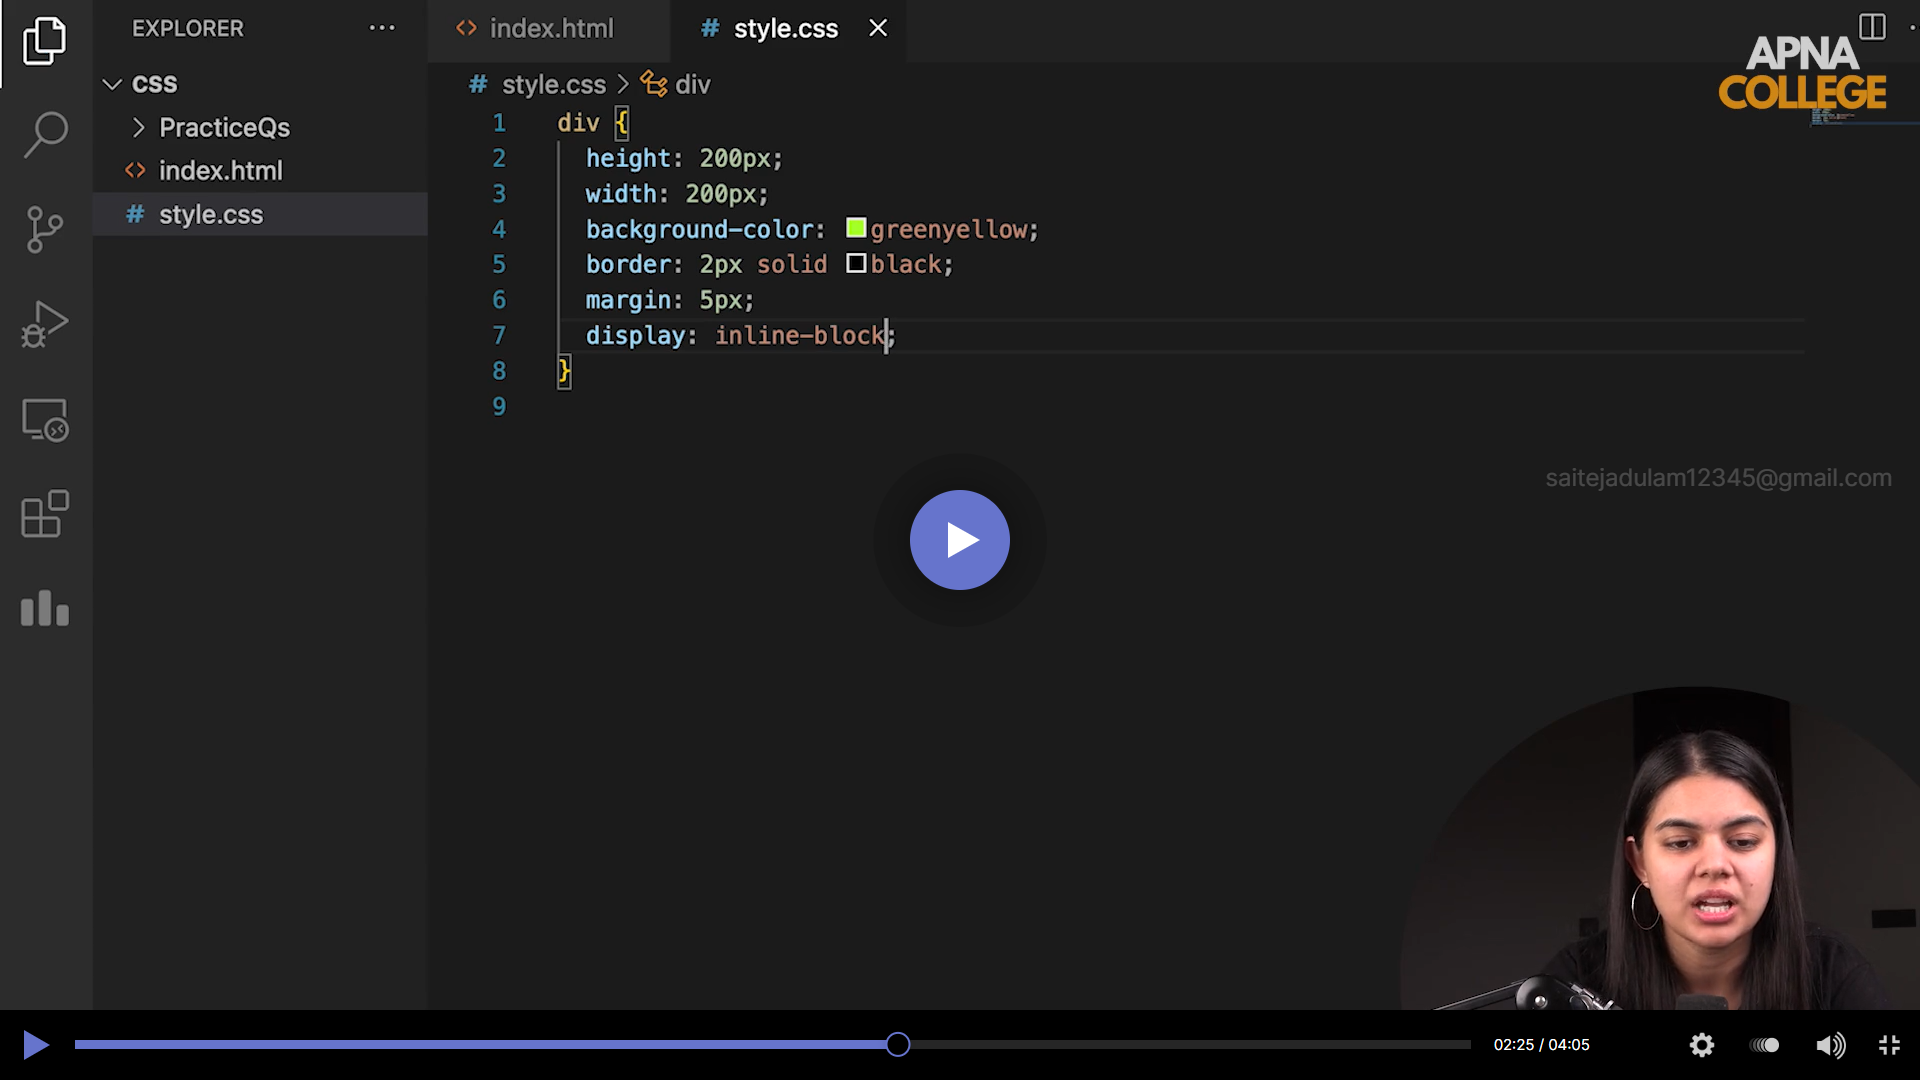 EXPLORER
index.html
# style.css
CSS
# style.css > div
PracticeQs
index.html
# style.css
1 div {
2 height: 200px;
3 width: 200px;
4 background-color: greenyellow;
5 border: 2px solid black;
6 margin: 5px;
7 display: inline-block;
8 }
9
APNA
COLLEGE
saitejadulam12345@gmail.com
02:25 / 04:05